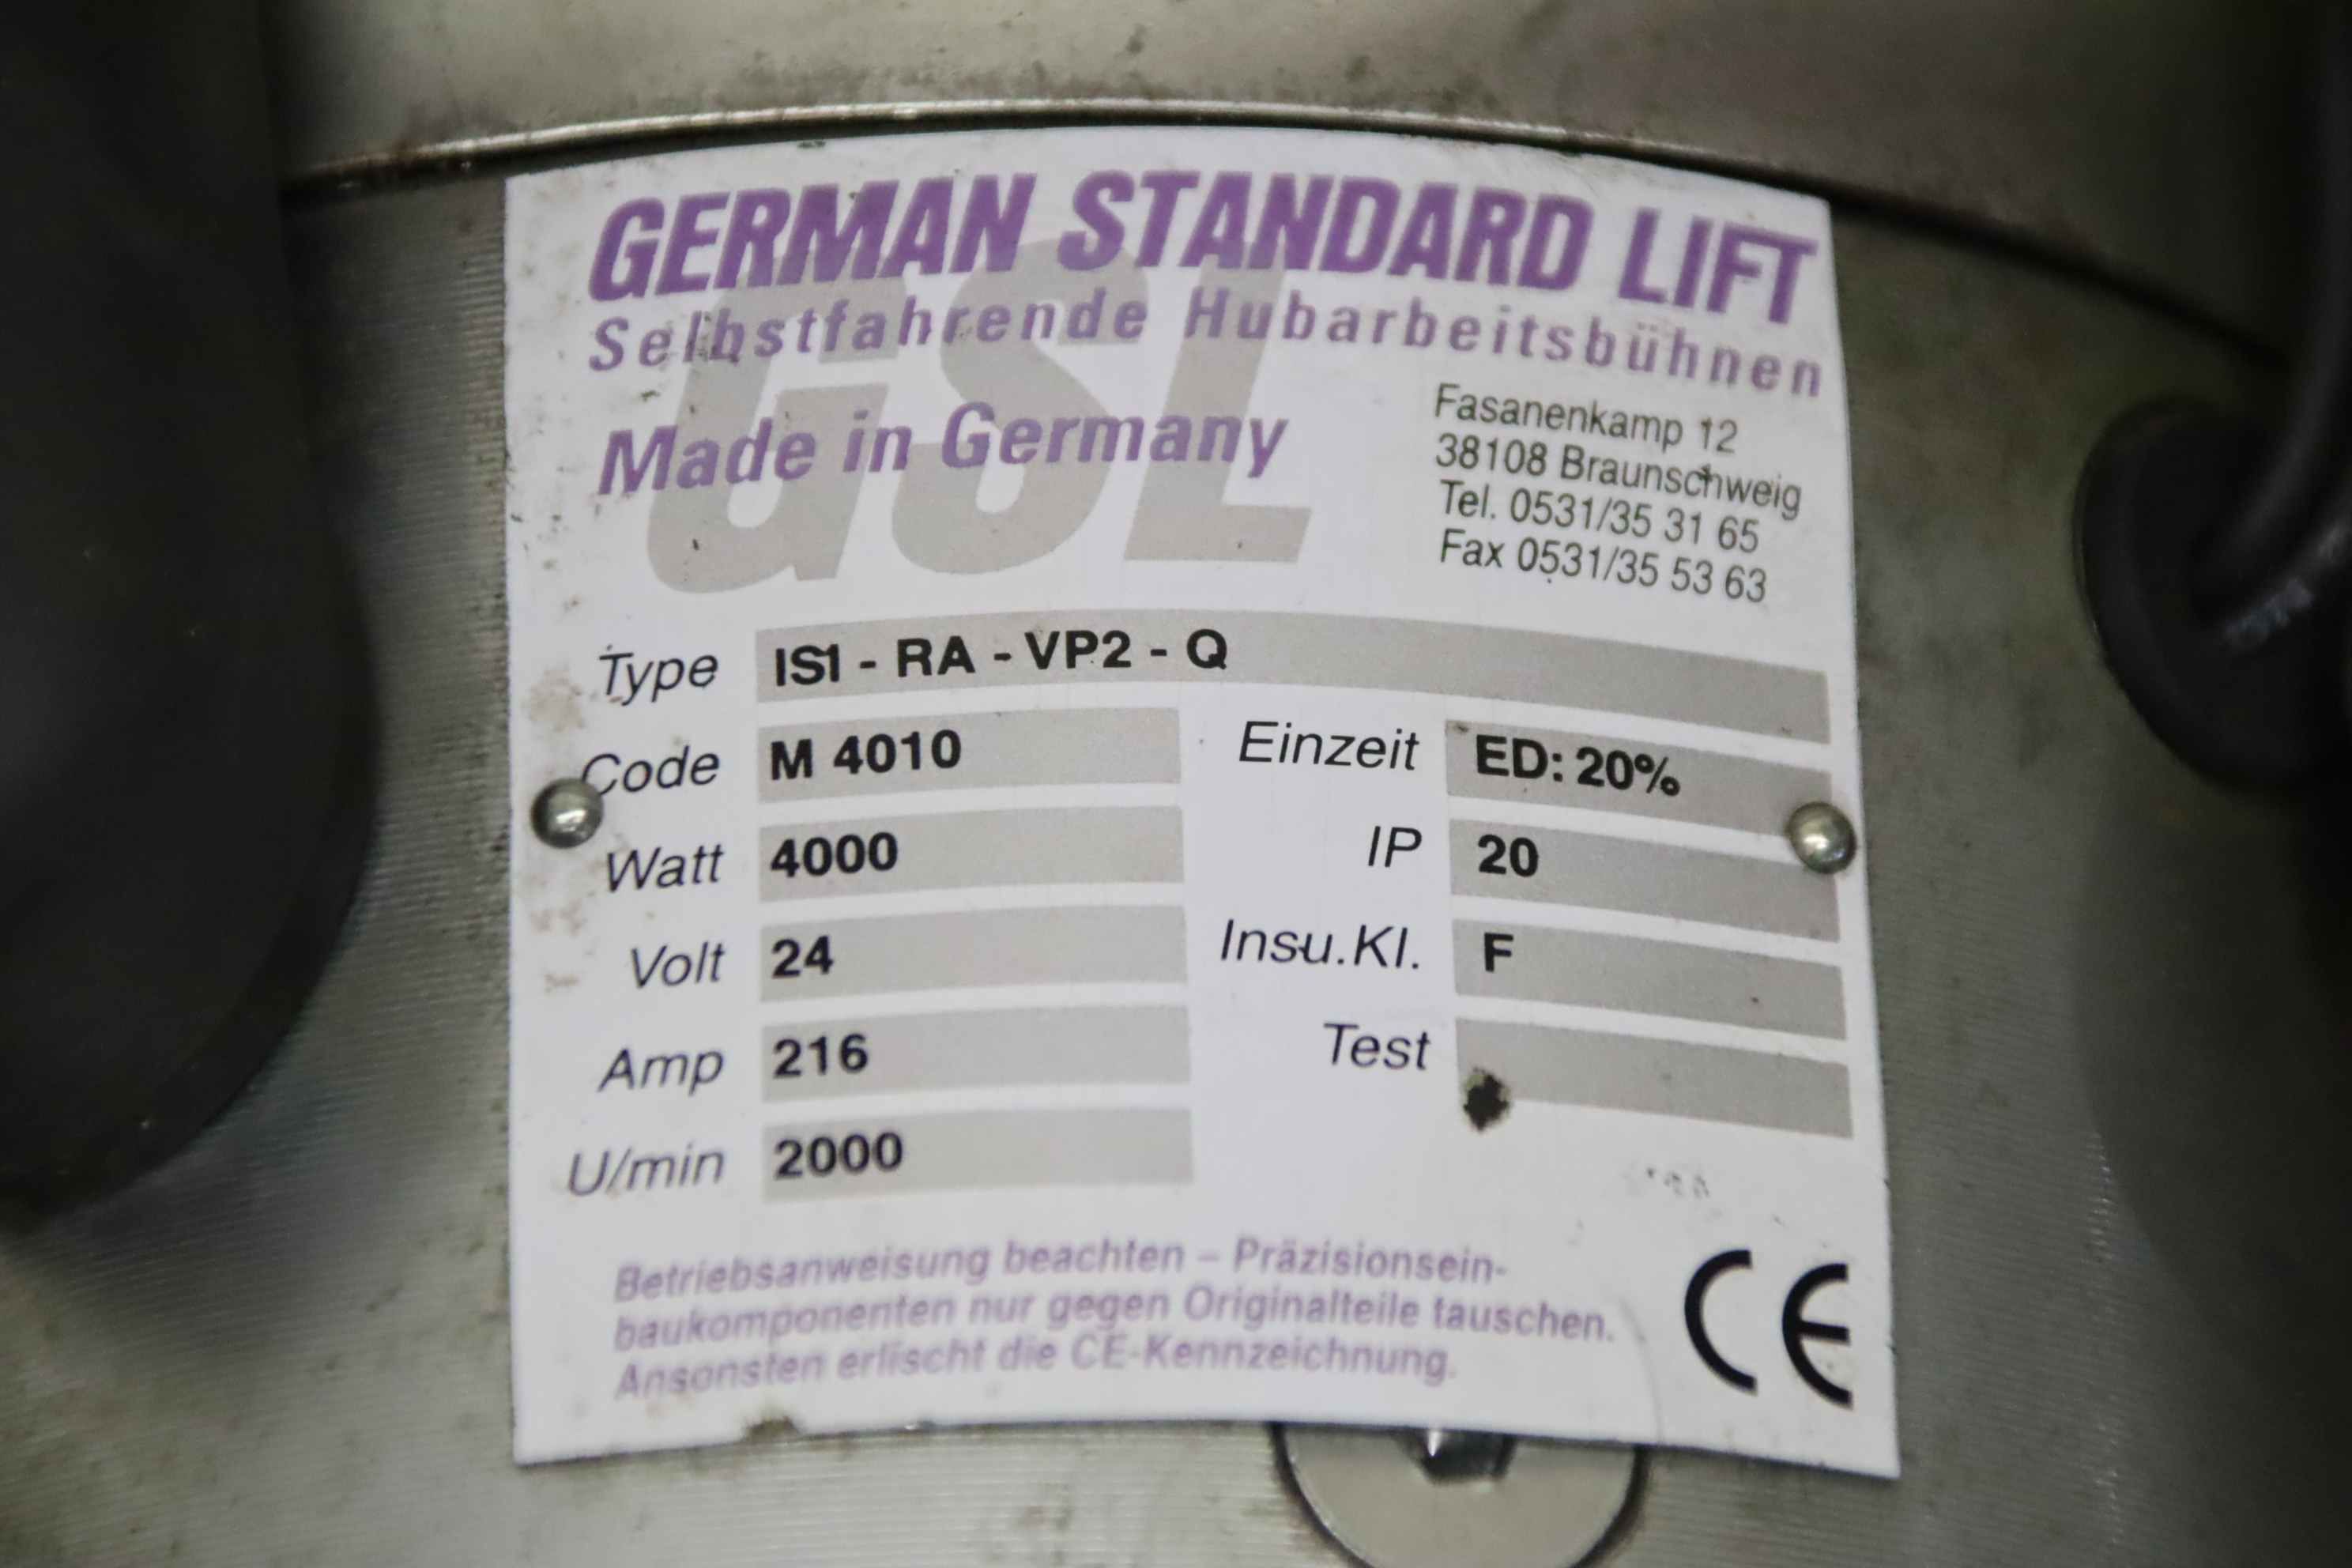 GERMAN STANDARD LIFT
Selbstfahrende Hubarbeitsbühnen
GSL
Made in Germany
Fasanenkamp 12
38108 Braunschweig
Tel. 0531/35 31 65
Fax 0531/35 53 63
Type IS1 - RA - VP2 - Q
Code M 4010 Einzeit ED: 20%
Watt 4000 IP 20
Volt 24 Insu.Kl. F
Amp 216 Test
U/min 2000
Betriebsanweisung beachten – Präzisionsein-
baukomponenten nur gegen Originalteile tauschen.
Ansonsten erlischt die CE-Kennzeichnung.
CE